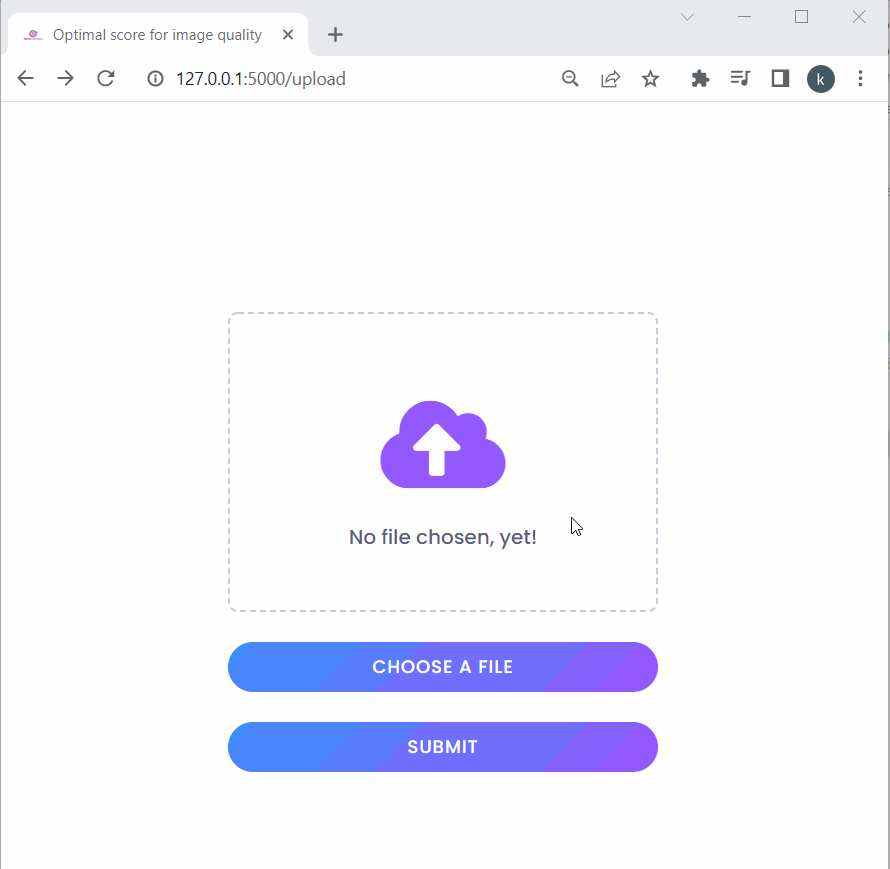 Optimal score for image quality
127.0.0.1:5000/upload
k
No file chosen, yet!
CHOOSE A FILE
SUBMIT